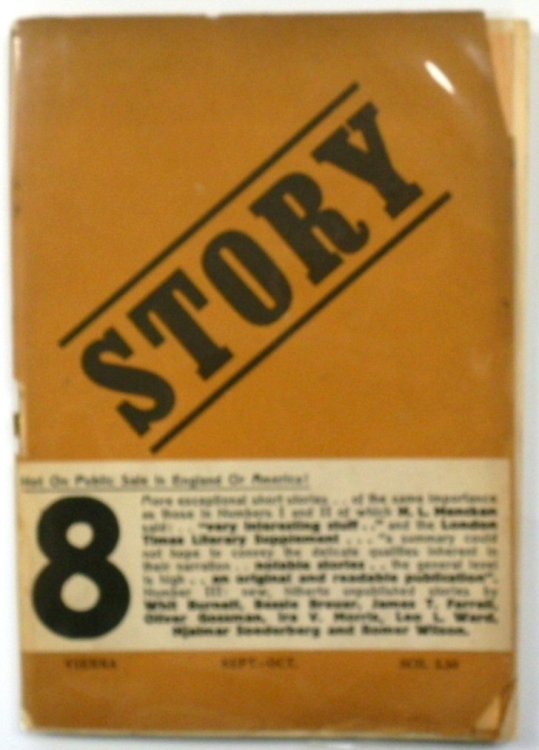 STORY
Not On Public Sale in England Or America!
8
More exceptional short stories . . of the same importance
as those in Numbers I and II of which H. L. Mencken
said: . . "very interesting stuff . ." and the London
Times Literary Supplement . . . "a summary could
not hope to convey the delicate qualities inherent in
their narration . . notable stories . . the general level
is high . . an original and readable publication".
Number III: new, hitherto unpublished stories by
Whit Burnett, Bessie Breuer, James T. Farrell,
Oliver Gossman, Ira V. Morris, Leo L. Ward,
Hjalmar Soederberg and Romer Wilson.
VIENNA SEPT.-OCT. SCH.